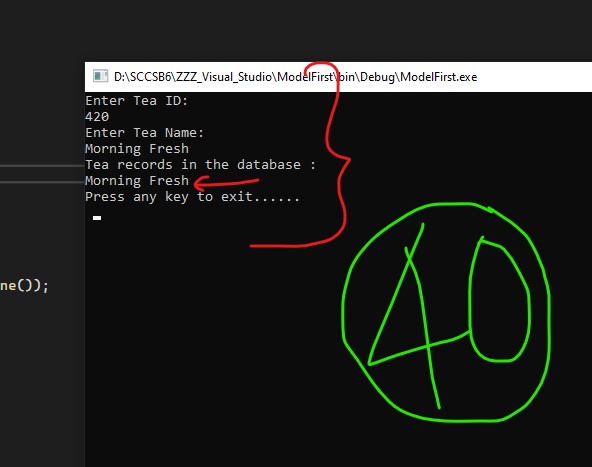 D:\SCCSB6\ZZZ_Visual_Studio\ModelFirst\bin\Debug\ModelFirst.exe
Enter Tea ID:
420
Enter Tea Name:
Morning Fresh
Tea records in the database :
Morning Fresh
Press any key to exit......
ne());
40